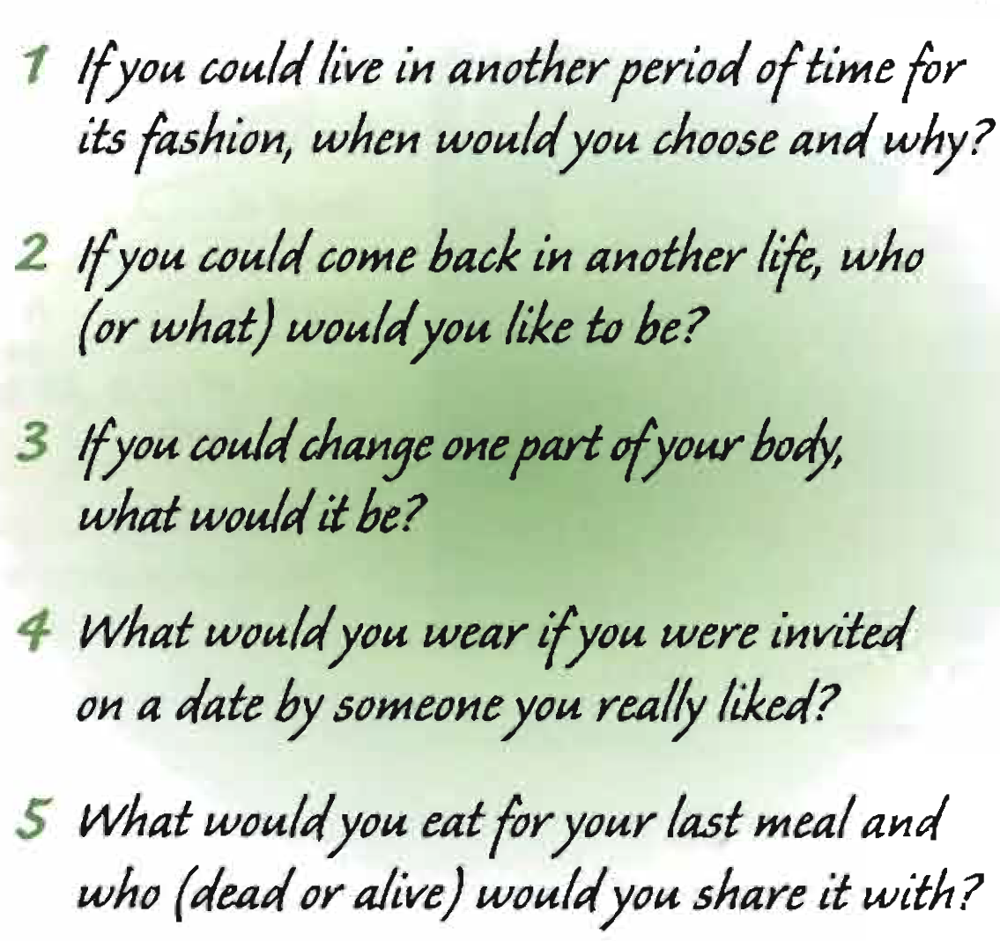 1 If you could live in another period of time for
its fashion, when would you choose and why?
2 If you could come back in another life, who
(or what) would you like to be?
3 If you could change one part of your body,
what would it be?
4 What would you wear if you were invited
on a date by someone you really liked?
5 What would you eat for your last meal and
who (dead or alive) would you share it with?